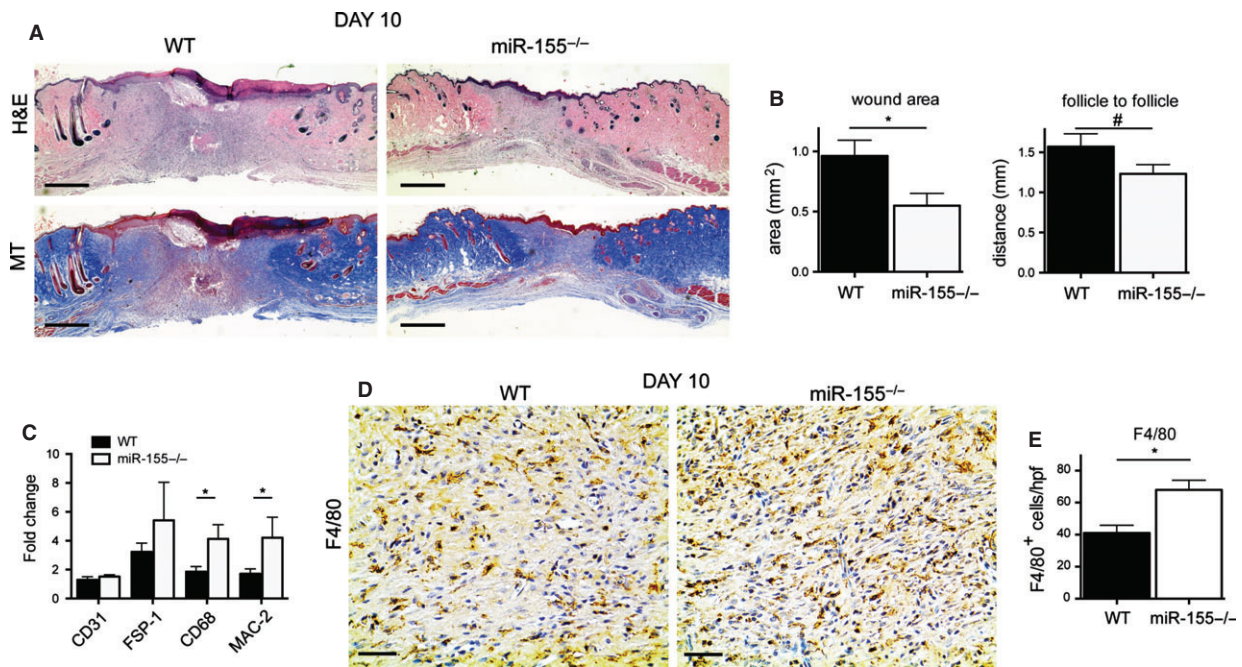 DAY 10
A
WT
miR-155–/–
H&E
MT
B
wound area
*
area (mm2)
1.0
0.5
0.0
WT
miR-155–/–
follicle to follicle
#
distance (mm)
1.5
1.0
0.5
0.0
WT
miR-155–/–
C
WT
miR-155–/–
Fold change
10
8
6
4
2
0
*
*
CD31
FSP-1
CD68
MAC-2
D
DAY 10
WT
miR-155–/–
F4/80
E
F4/80
*
F4/80+ cells/hpf
80
60
40
20
0
WT
miR-155–/–